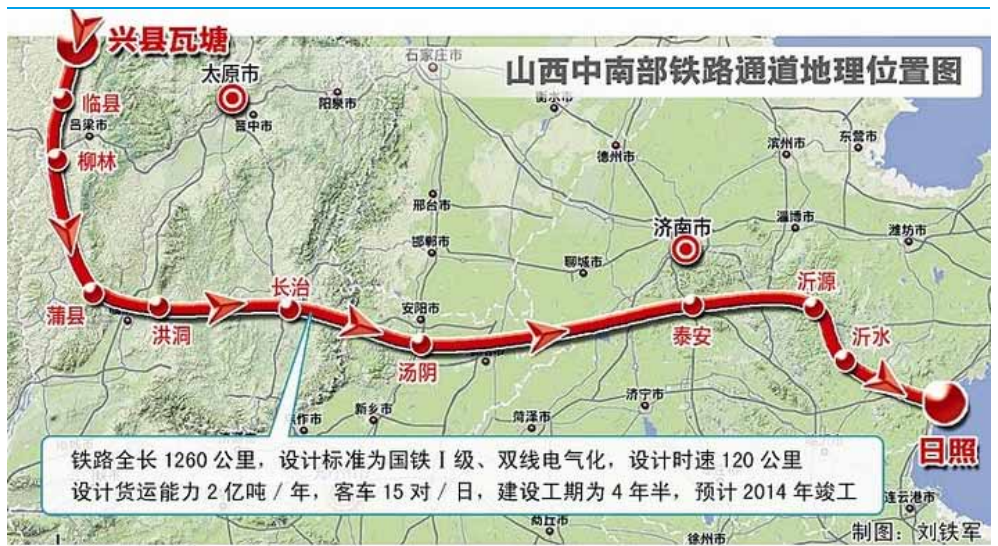 兴县瓦塘
石家庄市
山西中南部铁路通道地理位置图
太原市
临县
阳泉市
衡水市
吕梁市
晋中市
滨州市
东营市
柳林
德州市
邢台市
济南市
淄博市
潍坊市
邯郸市
聊城市
长治
安阳市
沂源
蒲县
洪洞
泰安
沂水
汤阴
济宁市
新乡市
菏泽市
日照
铁路全长1260公里，设计标准为国铁Ⅰ级、双线电气化，设计时速120公里
设计货运能力2亿吨/年，客车15对/日，建设工期为4年半，预计2014年竣工
连云港市
商丘市
徐州市
制图：刘铁军